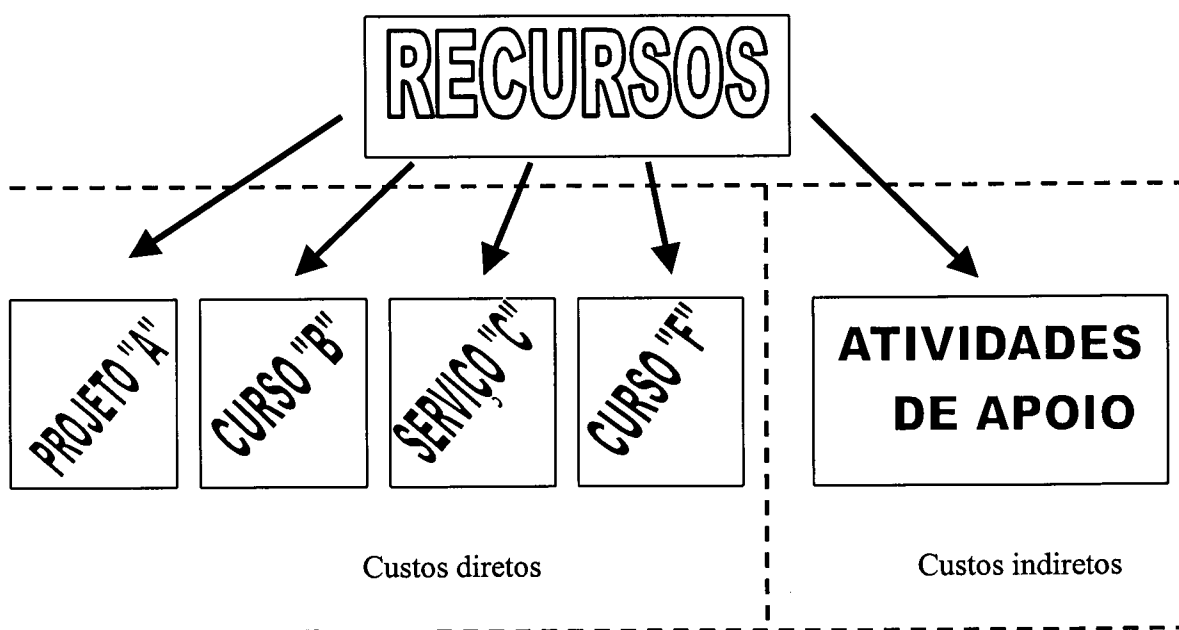 RECURSOS
PROJETO "A"
CURSO "B"
SERVIÇO "C"
CURSO "F"
ATIVIDADES
DE APOIO
Custos diretos
Custos indiretos